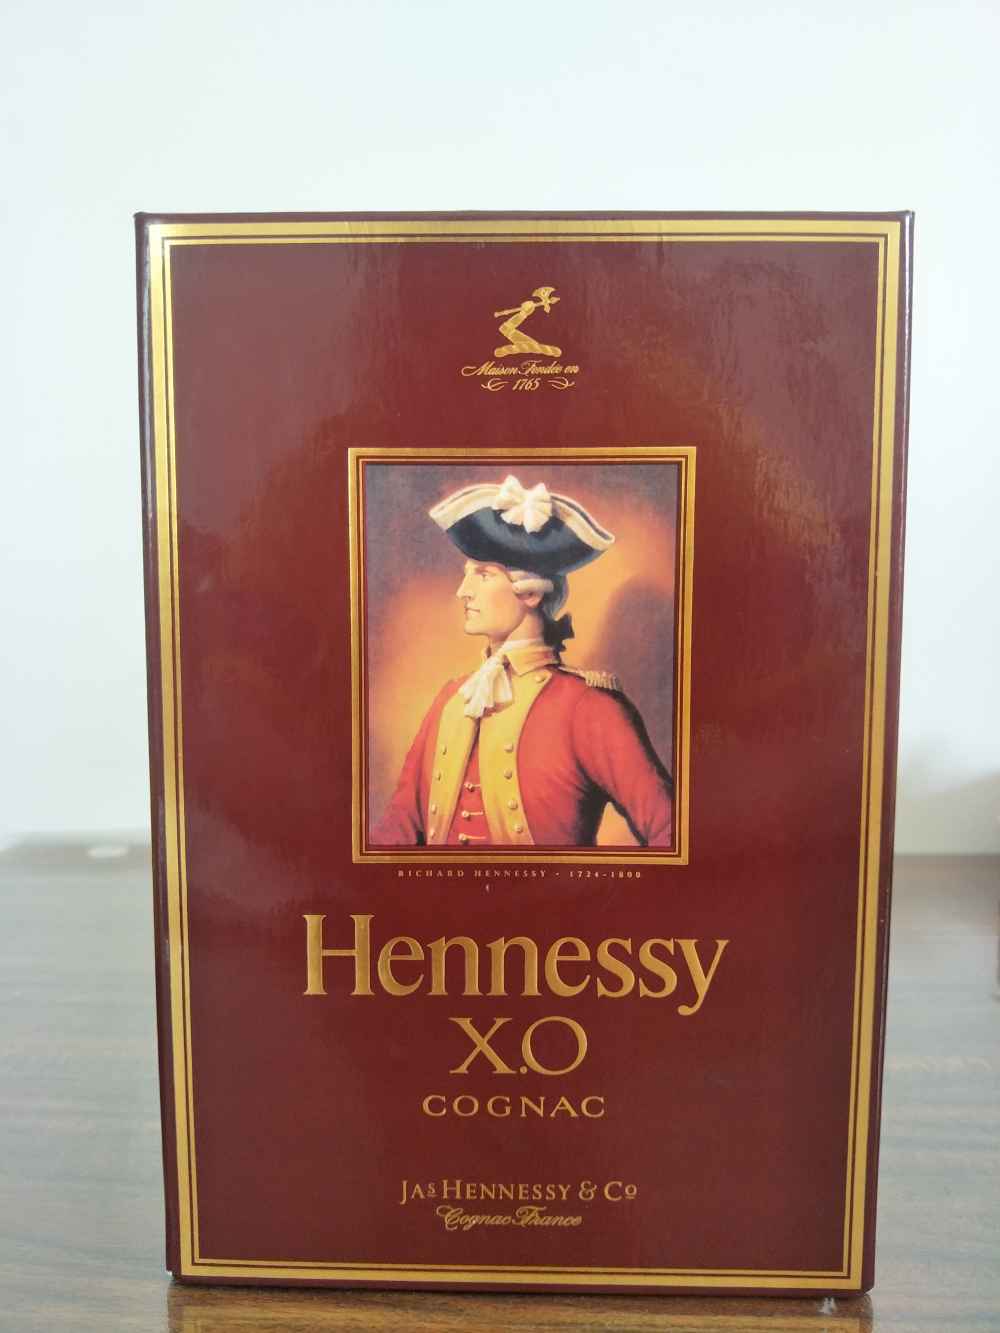 Maison Fondée en
1765
RICHARD HENNESSY · 1724-1800
Hennessy
X.O
COGNAC
JAS HENNESSY & CO
Cognac France